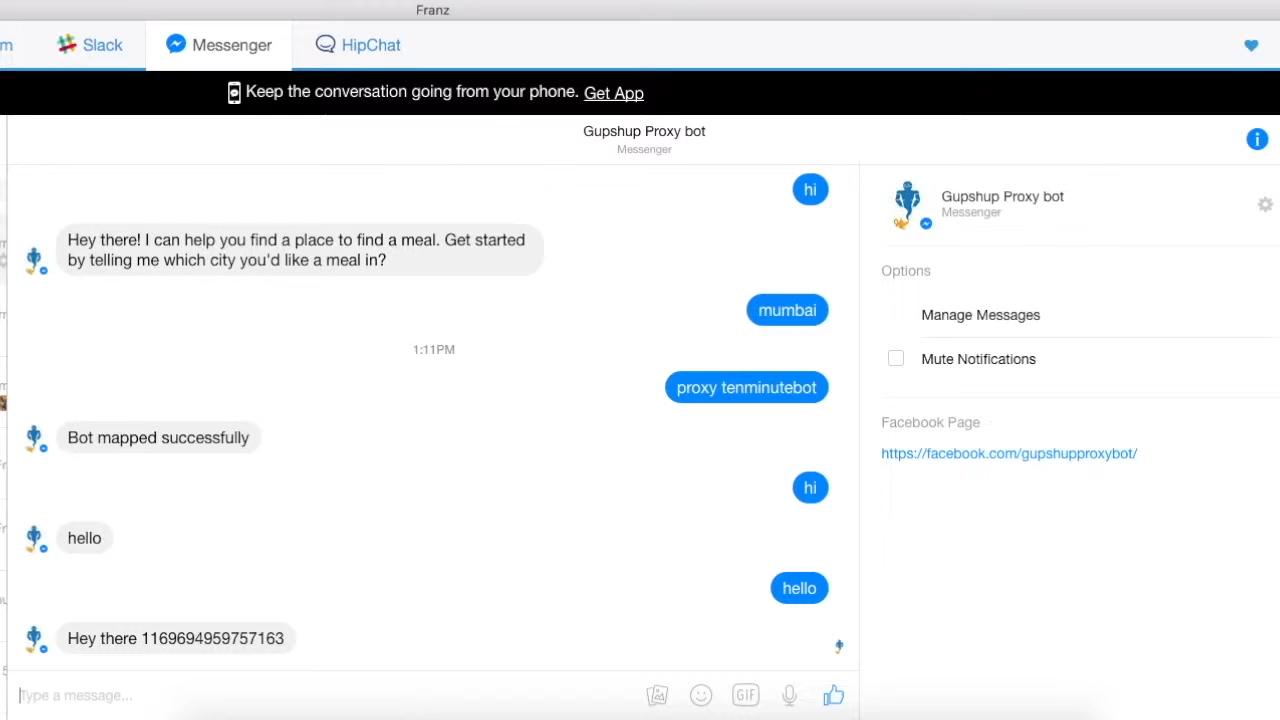 Franz
m
Slack
Messenger
HipChat
Keep the conversation going from your phone. Get App
Gupshup Proxy bot
Messenger
hi
Hey there! I can help you find a place to find a meal. Get started
by telling me which city you'd like a meal in?
mumbai
1:11PM
proxy tenminutebot
Bot mapped successfully
hi
hello
hello
Hey there 1169694959757163
Type a message...
GIF
Gupshup Proxy bot
Messenger
Options
Manage Messages
Mute Notifications
Facebook Page
https://facebook.com/gupshupproxybot/